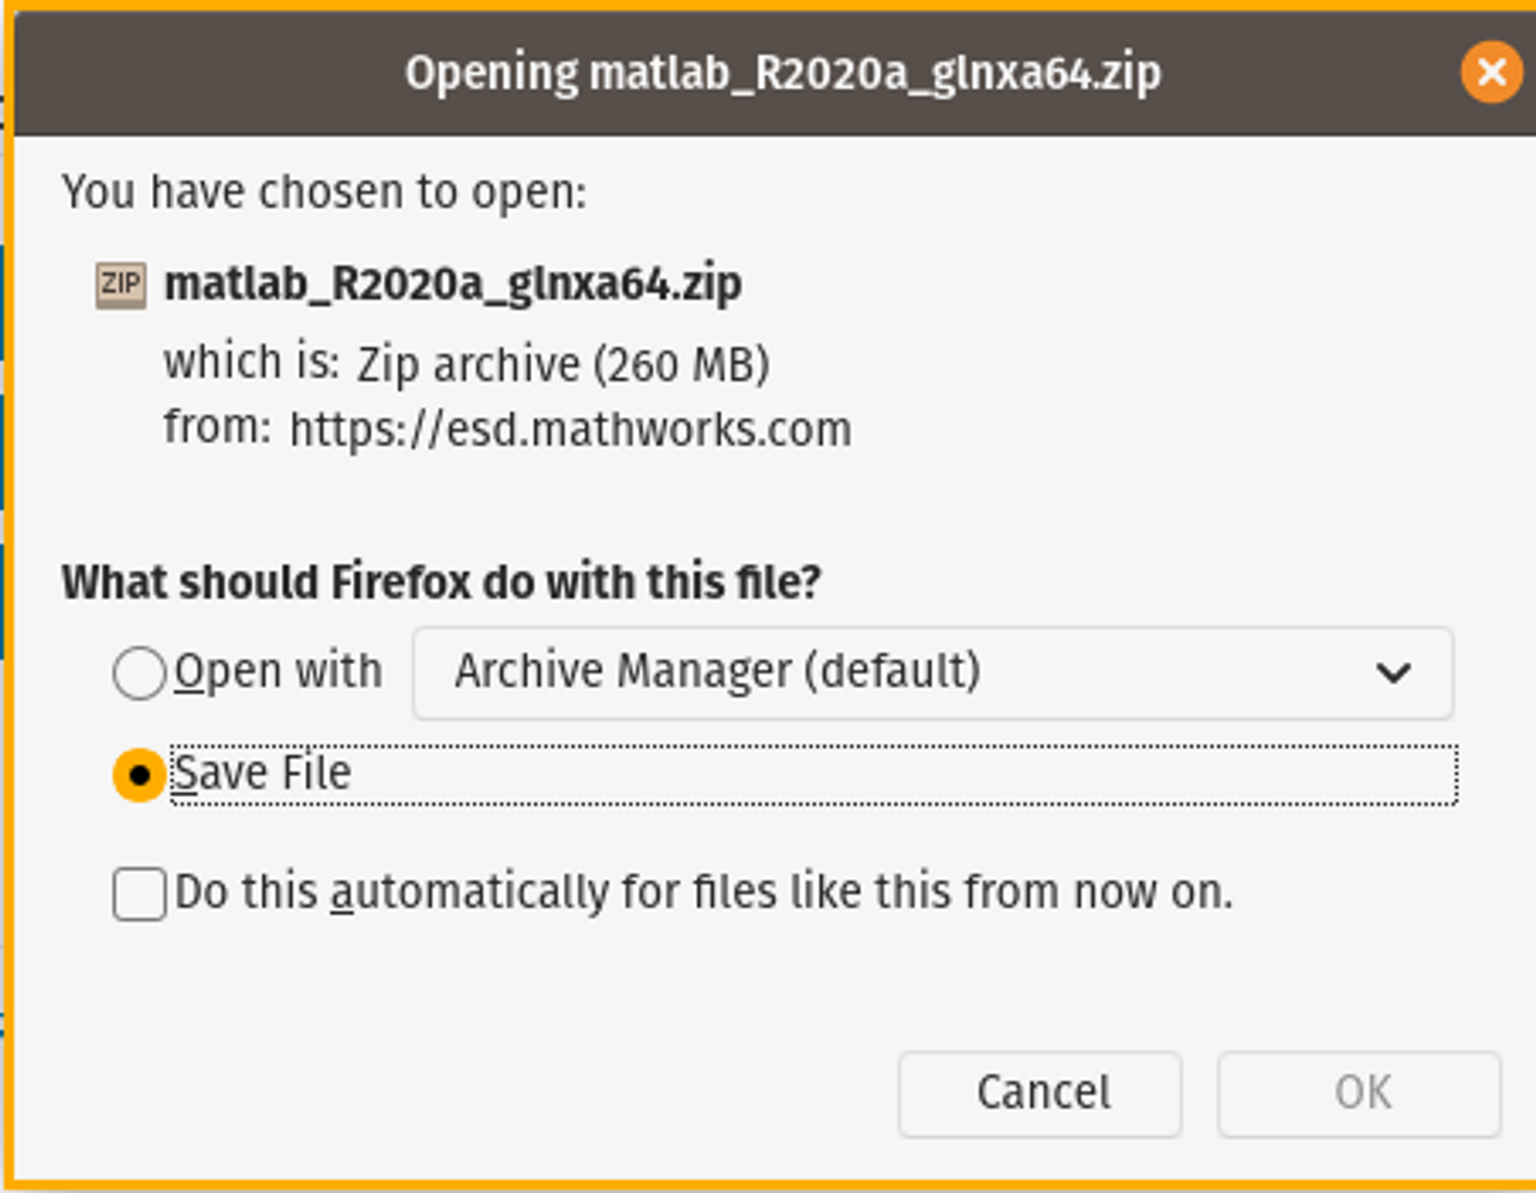 Opening matlab_R2020a_glnxa64.zip
You have chosen to open:
ZIP matlab_R2020a_glnxa64.zip
which is: Zip archive (260 MB)
from: https://esd.mathworks.com
What should Firefox do with this file?
Open with Archive Manager (default)
Save File
Do this automatically for files like this from now on.
Cancel OK